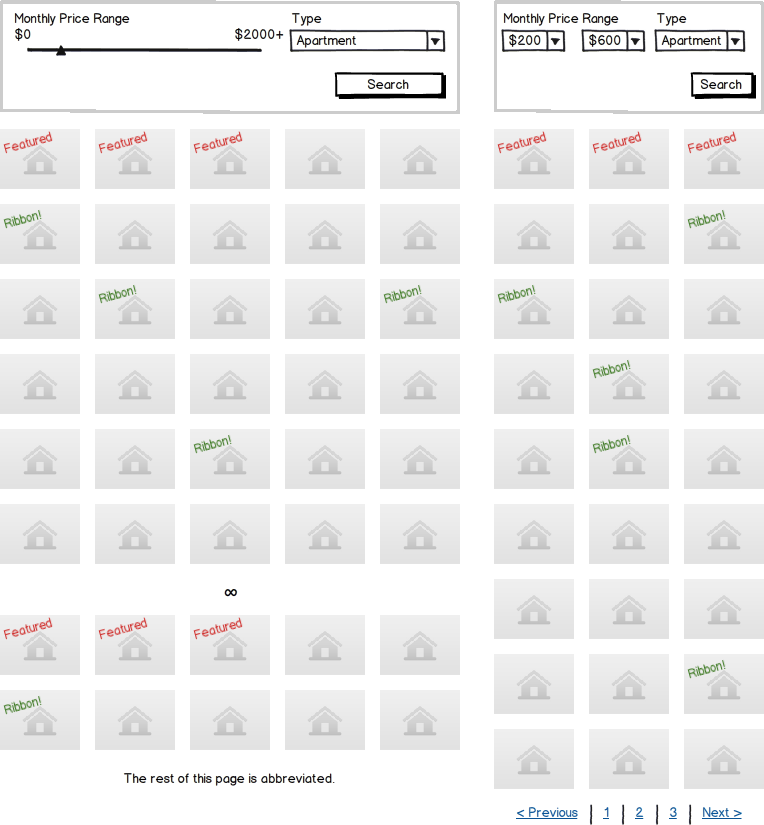 Monthly Price Range
Type
$0
$2000+
Apartment
Search
Featured
Featured
Featured
Ribbon!
Ribbon!
Ribbon!
Ribbon!
∞
Featured
Featured
Featured
Ribbon!
The rest of this page is abbreviated.
Monthly Price Range
Type
$200
$600
Apartment
Search
Featured
Featured
Featured
Ribbon!
Ribbon!
Ribbon!
Ribbon!
Ribbon!
< Previous | 1 | 2 | 3 | Next >